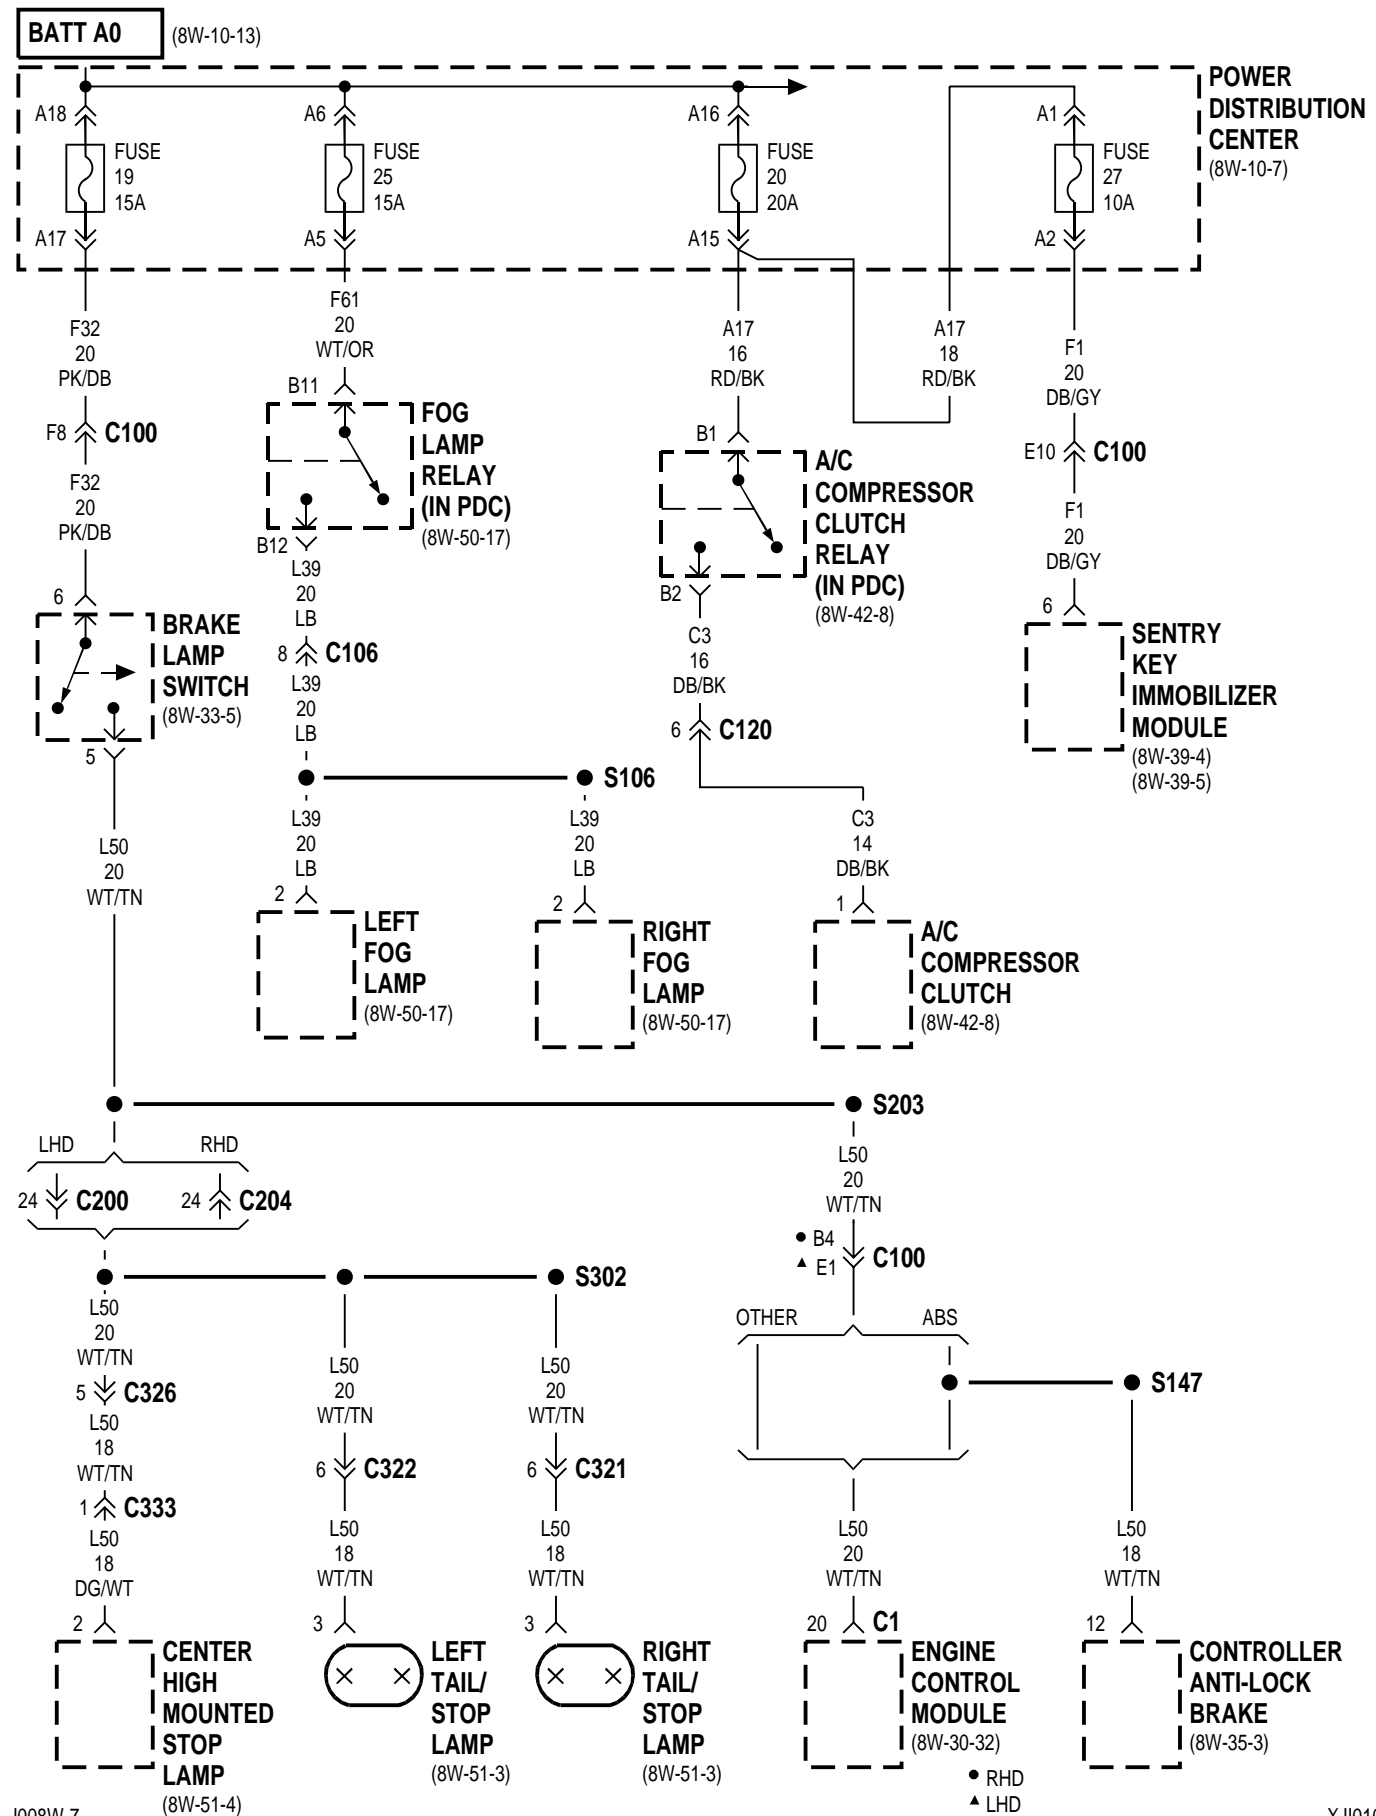 BATT A0
(8W-10-13)
POWER
DISTRIBUTION
CENTER
(8W-10-7)
A18
FUSE
19
15A
A17
A6
FUSE
25
15A
A5
A16
FUSE
20
20A
A15
A1
FUSE
27
10A
A2
F32
20
PK/DB
F8
C100
F32
20
PK/DB
6
BRAKE
LAMP
SWITCH
(8W-33-5)
5
L50
20
WT/TN
F61
20
WT/OR
B11
FOG
LAMP
RELAY
(IN PDC)
(8W-50-17)
B12
L39
20
LB
8
C106
L39
20
LB
S106
L39
20
LB
2
LEFT
FOG
LAMP
(8W-50-17)
L39
20
LB
2
RIGHT
FOG
LAMP
(8W-50-17)
A17
16
RD/BK
B1
A/C
COMPRESSOR
CLUTCH
RELAY
(IN PDC)
(8W-42-8)
B2
C3
16
DB/BK
6
C120
C3
14
DB/BK
1
A/C
COMPRESSOR
CLUTCH
(8W-42-8)
A17
18
RD/BK
F1
20
DB/GY
E10
C100
F1
20
DB/GY
6
SENTRY
KEY
IMMOBILIZER
MODULE
(8W-39-4)
(8W-39-5)
S203
LHD
RHD
24
C200
24
C204
S302
L50
20
WT/TN
5
C326
L50
18
WT/TN
1
C333
L50
18
DG/WT
2
CENTER
HIGH
MOUNTED
STOP
LAMP
(8W-51-4)
L50
20
WT/TN
6
C322
L50
18
WT/TN
3
LEFT
TAIL/
STOP
LAMP
(8W-51-3)
L50
20
WT/TN
6
C321
L50
18
WT/TN
3
RIGHT
TAIL/
STOP
LAMP
(8W-51-3)
L50
20
WT/TN
B4
E1
C100
OTHER
ABS
S147
L50
20
WT/TN
20
C1
ENGINE
CONTROL
MODULE
(8W-30-32)
L50
18
WT/TN
12
CONTROLLER
ANTI-LOCK
BRAKE
(8W-35-3)
RHD
LHD